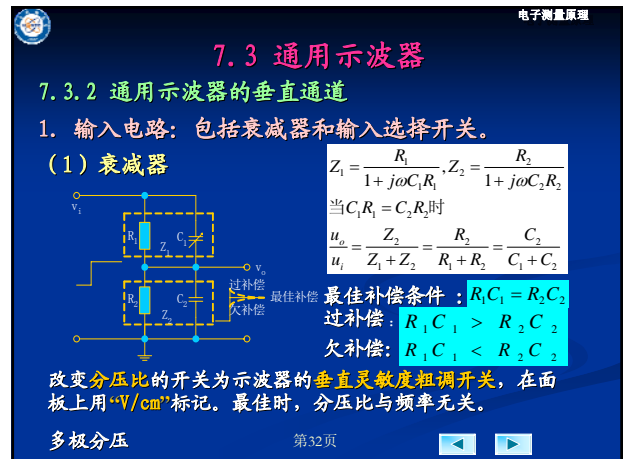 电子测量原理
7.3 通用示波器
7.3.2 通用示波器的垂直通道
1. 输入电路：包括衰减器和输入选择开关。
（1）衰减器
Z₁ = R₁ / (1 + jωC₁R₁) , Z₂ = R₂ / (1 + jωC₂R₂)
当C₁R₁ = C₂R₂时
uₒ / uᵢ = Z₂ / (Z₁ + Z₂) = R₂ / (R₁ + R₂) = C₂ / (C₁ + C₂)
vᵢ
R₁
C₁
Z₁
vₒ
R₂
C₂
Z₂
过补偿
最佳补偿
欠补偿
最佳补偿条件：R₁C₁ = R₂C₂
过补偿：R₁C₁ > R₂C₂
欠补偿：R₁C₁ < R₂C₂
改变分压比的开关为示波器的垂直灵敏度粗调开关，在面
板上用“V/cm”标记。最佳时，分压比与频率无关。
多极分压
第32页